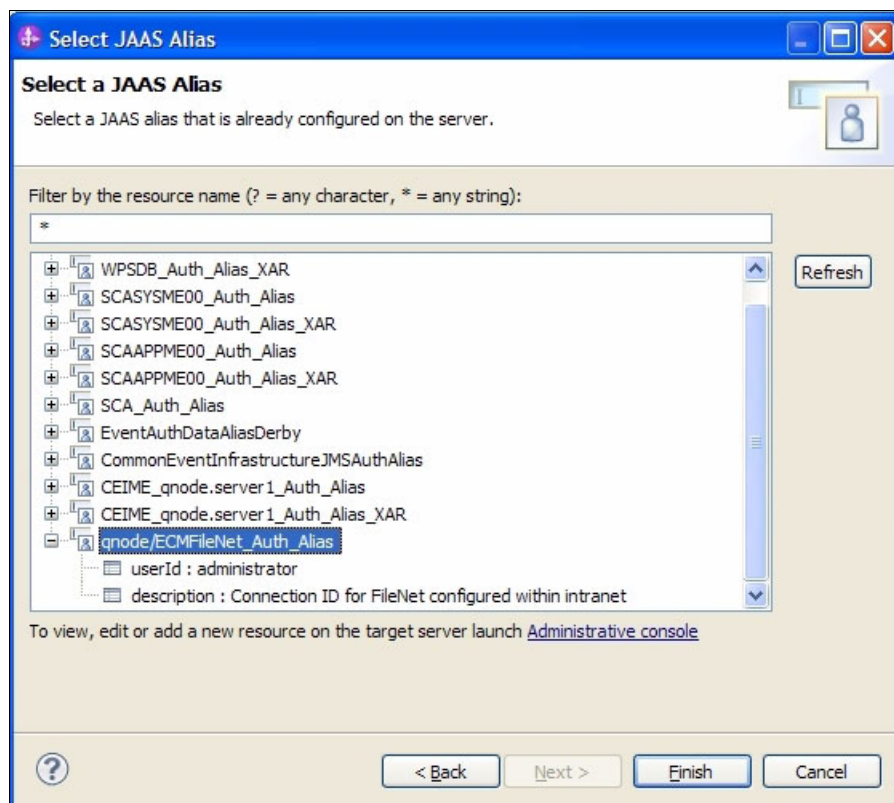 Select JAAS Alias
Select a JAAS Alias
Select a JAAS alias that is already configured on the server.
Filter by the resource name (? = any character, * = any string):
*
WPSDB_Auth_Alias_XAR
Refresh
SCASYSME00_Auth_Alias
SCASYSME00_Auth_Alias_XAR
SCAAPPME00_Auth_Alias
SCAAPPME00_Auth_Alias_XAR
SCA_Auth_Alias
EventAuthDataAliasDerby
CommonEventInfrastructureJMSAuthAlias
CEIME_qnode.server1_Auth_Alias
CEIME_qnode.server1_Auth_Alias_XAR
qnode/ECMFileNet_Auth_Alias
userId : administrator
description : Connection ID for FileNet configured within intranet
To view, edit or add a new resource on the target server launch Administrative console
? < Back Next > Finish Cancel